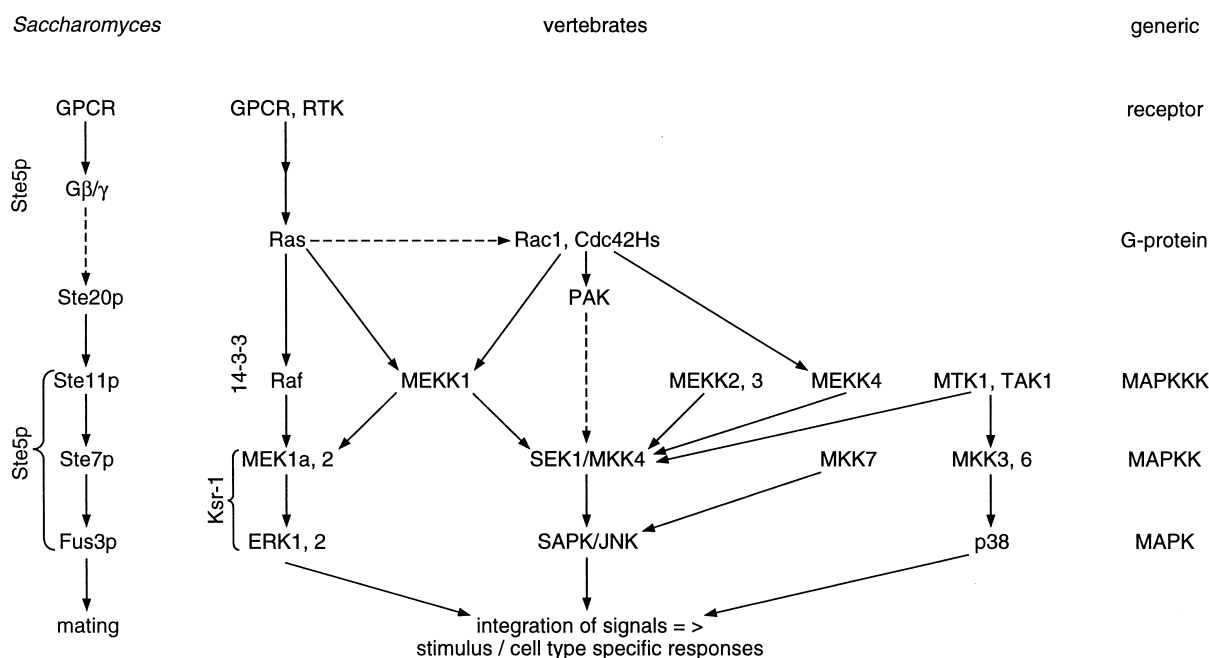 Saccharomyces vertebrates generic
GPCR GPCR, RTK receptor
Ste5p
Gβ/γ
Ras Rac1, Cdc42Hs G-protein
Ste20p PAK
14-3-3
Ste11p Raf MEKK1 MEKK2, 3 MEKK4 MTK1, TAK1 MAPKKK
Ste5p
Ste7p MEK1a, 2 SEK1/MKK4 MKK7 MKK3, 6 MAPKK
Ksr-1
Fus3p ERK1, 2 SAPK/JNK p38 MAPK
mating integration of signals = >
stimulus / cell type specific responses